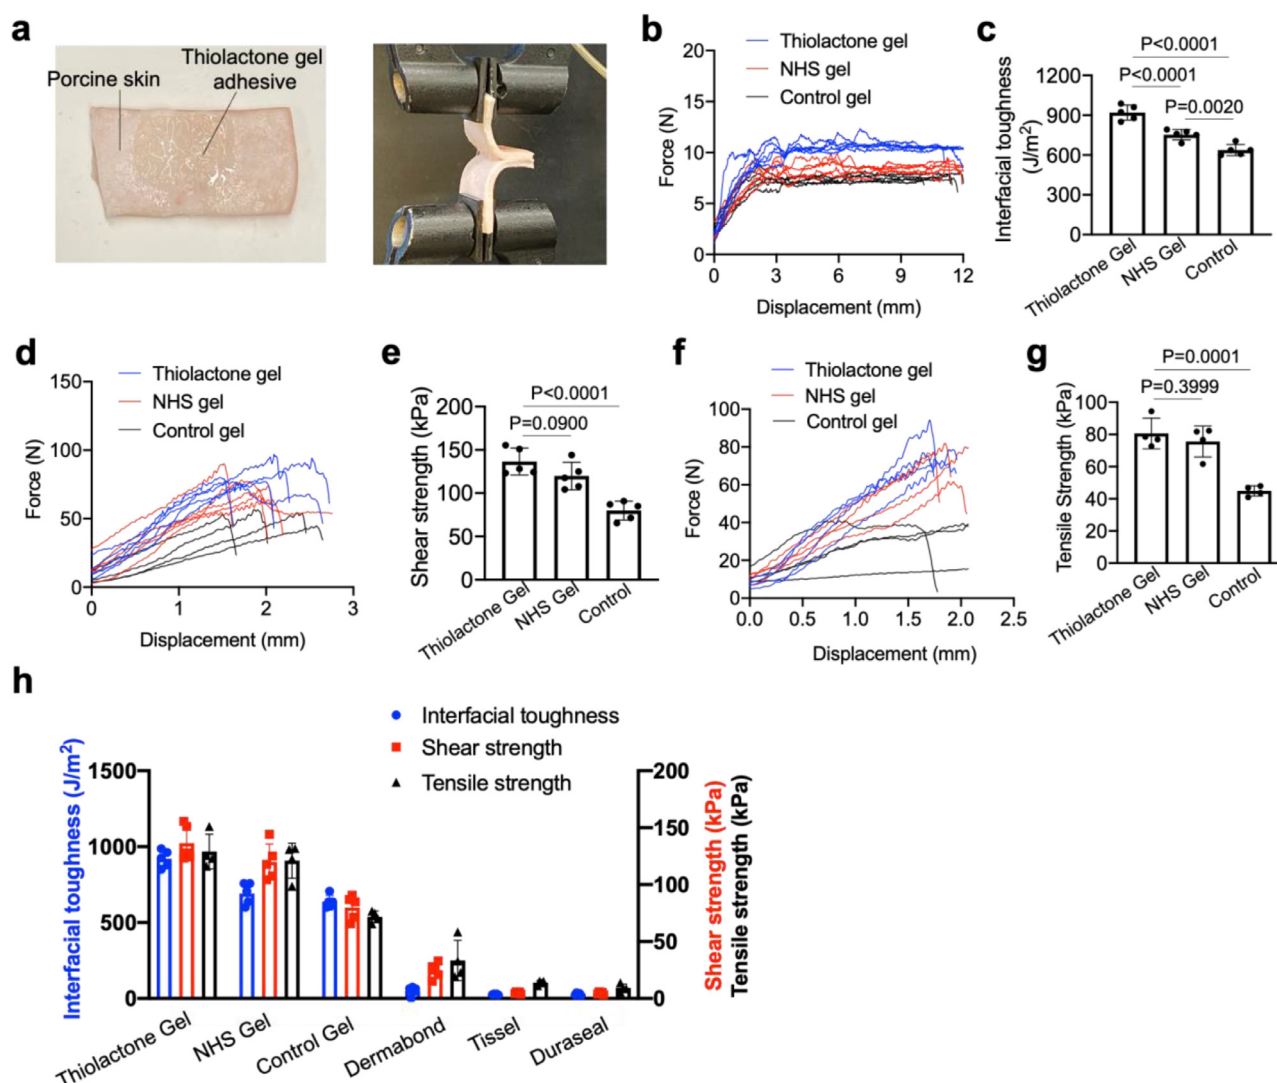 a
Porcine skin
Thiolactone gel
adhesive
b
Thiolactone gel
NHS gel
Control gel
Force (N)
20
15
10
5
0
0 3 6 9 12
Displacement (mm)
c
P<0.0001
P<0.0001
P=0.0020
Interfacial toughness
(J/m²)
1200
900
600
300
0
Thiolactone Gel
NHS Gel
Control
d
Thiolactone gel
NHS gel
Control gel
Force (N)
150
100
50
0
0 1 2 3
Displacement (mm)
e
P<0.0001
P=0.0900
Shear strength (kPa)
200
150
100
50
0
Thiolactone Gel
NHS Gel
Control
f
Thiolactone gel
NHS gel
Control gel
Force (N)
100
80
60
40
20
0
0.0 0.5 1.0 1.5 2.0 2.5
Displacement (mm)
g
P=0.0001
P=0.3999
Tensile Strength (kPa)
100
80
60
40
20
0
Thiolactone Gel
NHS Gel
Control
h
Interfacial toughness
Shear strength
Tensile strength
Interfacial toughness (J/m²)
1500
1000
500
0
200
150
100
50
0
Shear strength (kPa)
Tensile strength (kPa)
Thiolactone Gel
NHS Gel
Control Gel
Dermabond
Tissel
Duraseal